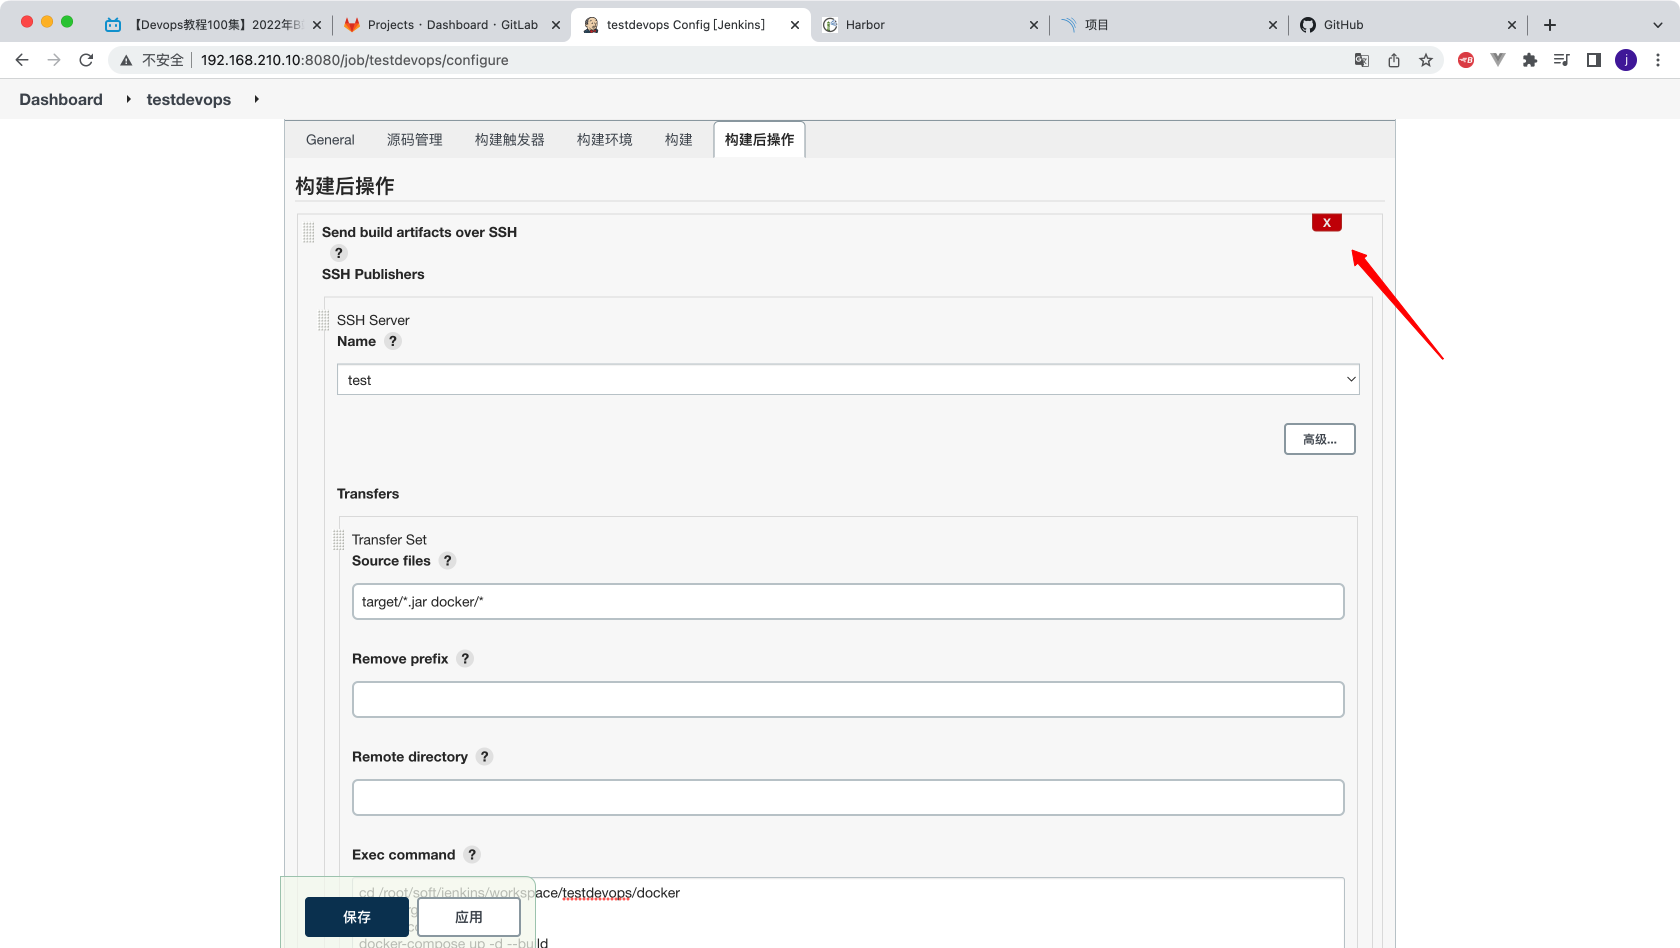 【Devops教程100集】2022年B
Projects · Dashboard · GitLab
testdevops Config [Jenkins]
Harbor
项目
GitHub
不安全
192.168.210.10:8080/job/testdevops/configure
j
Dashboard
testdevops
General
源码管理
构建触发器
构建环境
构建
构建后操作
构建后操作
X
Send build artifacts over SSH
?
SSH Publishers
SSH Server
Name ?
test
高级...
Transfers
Transfer Set
Source files ?
target/*.jar docker/*
Remove prefix ?
Remote directory ?
Exec command ?
cd /root/soft/jenkins/workspace/testdevops/docker
保存
应用
docker-compose up -d --build